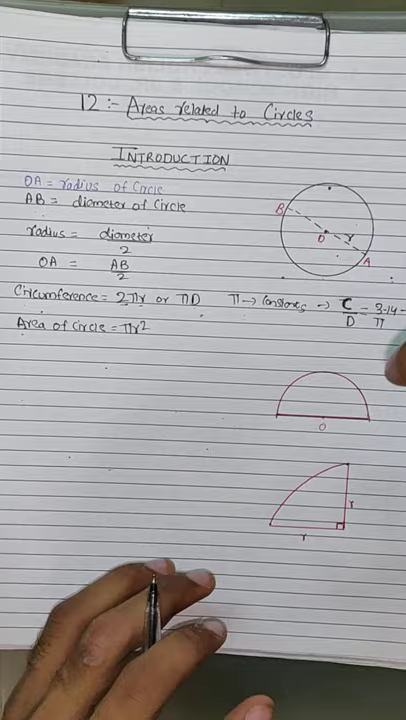 12 :- Areas related to Circles
INTRODUCTION
OA = radius of Circle
AB = diameter of Circle
radius = diameter
2
OA = AB
2
B
O
r
A
Circumference = 2πr or πD π → → C = 3.14 -
D π
Area of circle = πr2
O
r
r